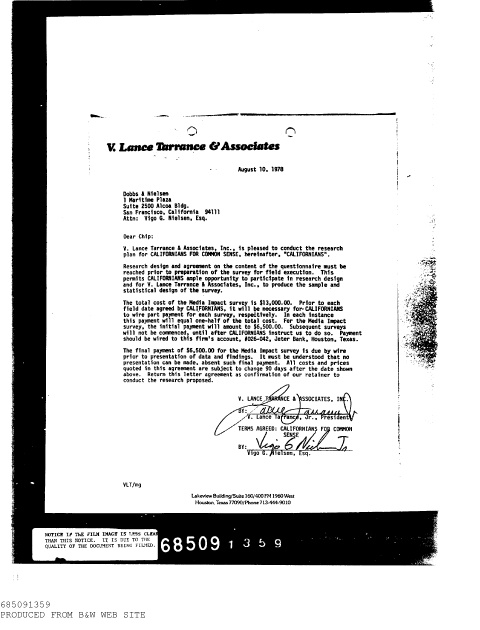 V. Lance Tarrance & Associates
August 10, 1978
Dobbs & Nielsen
1 Maritime Plaza
Suite 2500 Alcoa Bldg.
San Francisco, California 94111
Attn: Vigo G. Nielsen, Esq.
Dear Chip:
V. Lance Tarrance & Associates, Inc., is pleased to conduct the research
plan for CALIFORNIANS FOR COMMON SENSE, hereinafter, "CALIFORNIANS".
Research design and agreement on the content of the questionnaire must be
reached prior to preparation of the survey for field execution. This
permits CALIFORNIANS ample opportunity to participate in research design
and for V. Lance Tarrance & Associates, Inc., to produce the sample and
statistical design of the survey.
The total cost of the Media Impact survey is $13,000.00. Prior to each
field date agreed by CALIFORNIANS, it will be necessary for CALIFORNIANS
to wire part payment for each survey, respectively. In each instance
this payment will equal one-half of the total cost. For the Media Impact
survey, the initial payment will amount to $6,500.00. Subsequent surveys
will not be commenced, until after CALIFORNIANS instruct us to do so. Payment
should be wired to this firm's account, #026-042, Jeter Bank, Houston, Texas.
The final payment of $6,500.00 for the Media Impact survey is due by wire
prior to presentation of data and findings. It must be understood that no
presentation can be made, absent such final payment. All costs and prices
quoted in this agreement are subject to change 90 days after the date shown
above. Return this letter agreement as confirmation of our retainer to
conduct the research proposed.
V. LANCE TARRANCE & ASSOCIATES, INC.
BY:
V. Lance Tarrance, Jr., President
TERMS AGREED: CALIFORNIANS FOR COMMON
SENSE
BY: Vigo G Nielsen Jr
Vigo G. Nielsen, Esq.
VLT/mg
Lakeview Building/Suite 360/400 FM 1960 West
Houston, Texas 77090/Phone 713-444-9010
NOTICE IF THE FILM IMAGE IS LESS CLEAR
THAN THIS NOTICE. IT IS DUE TO THE
QUALITY OF THE DOCUMENT BEING FILMED.
68509 1359
685091359
PRODUCED FROM B&W WEB SITE